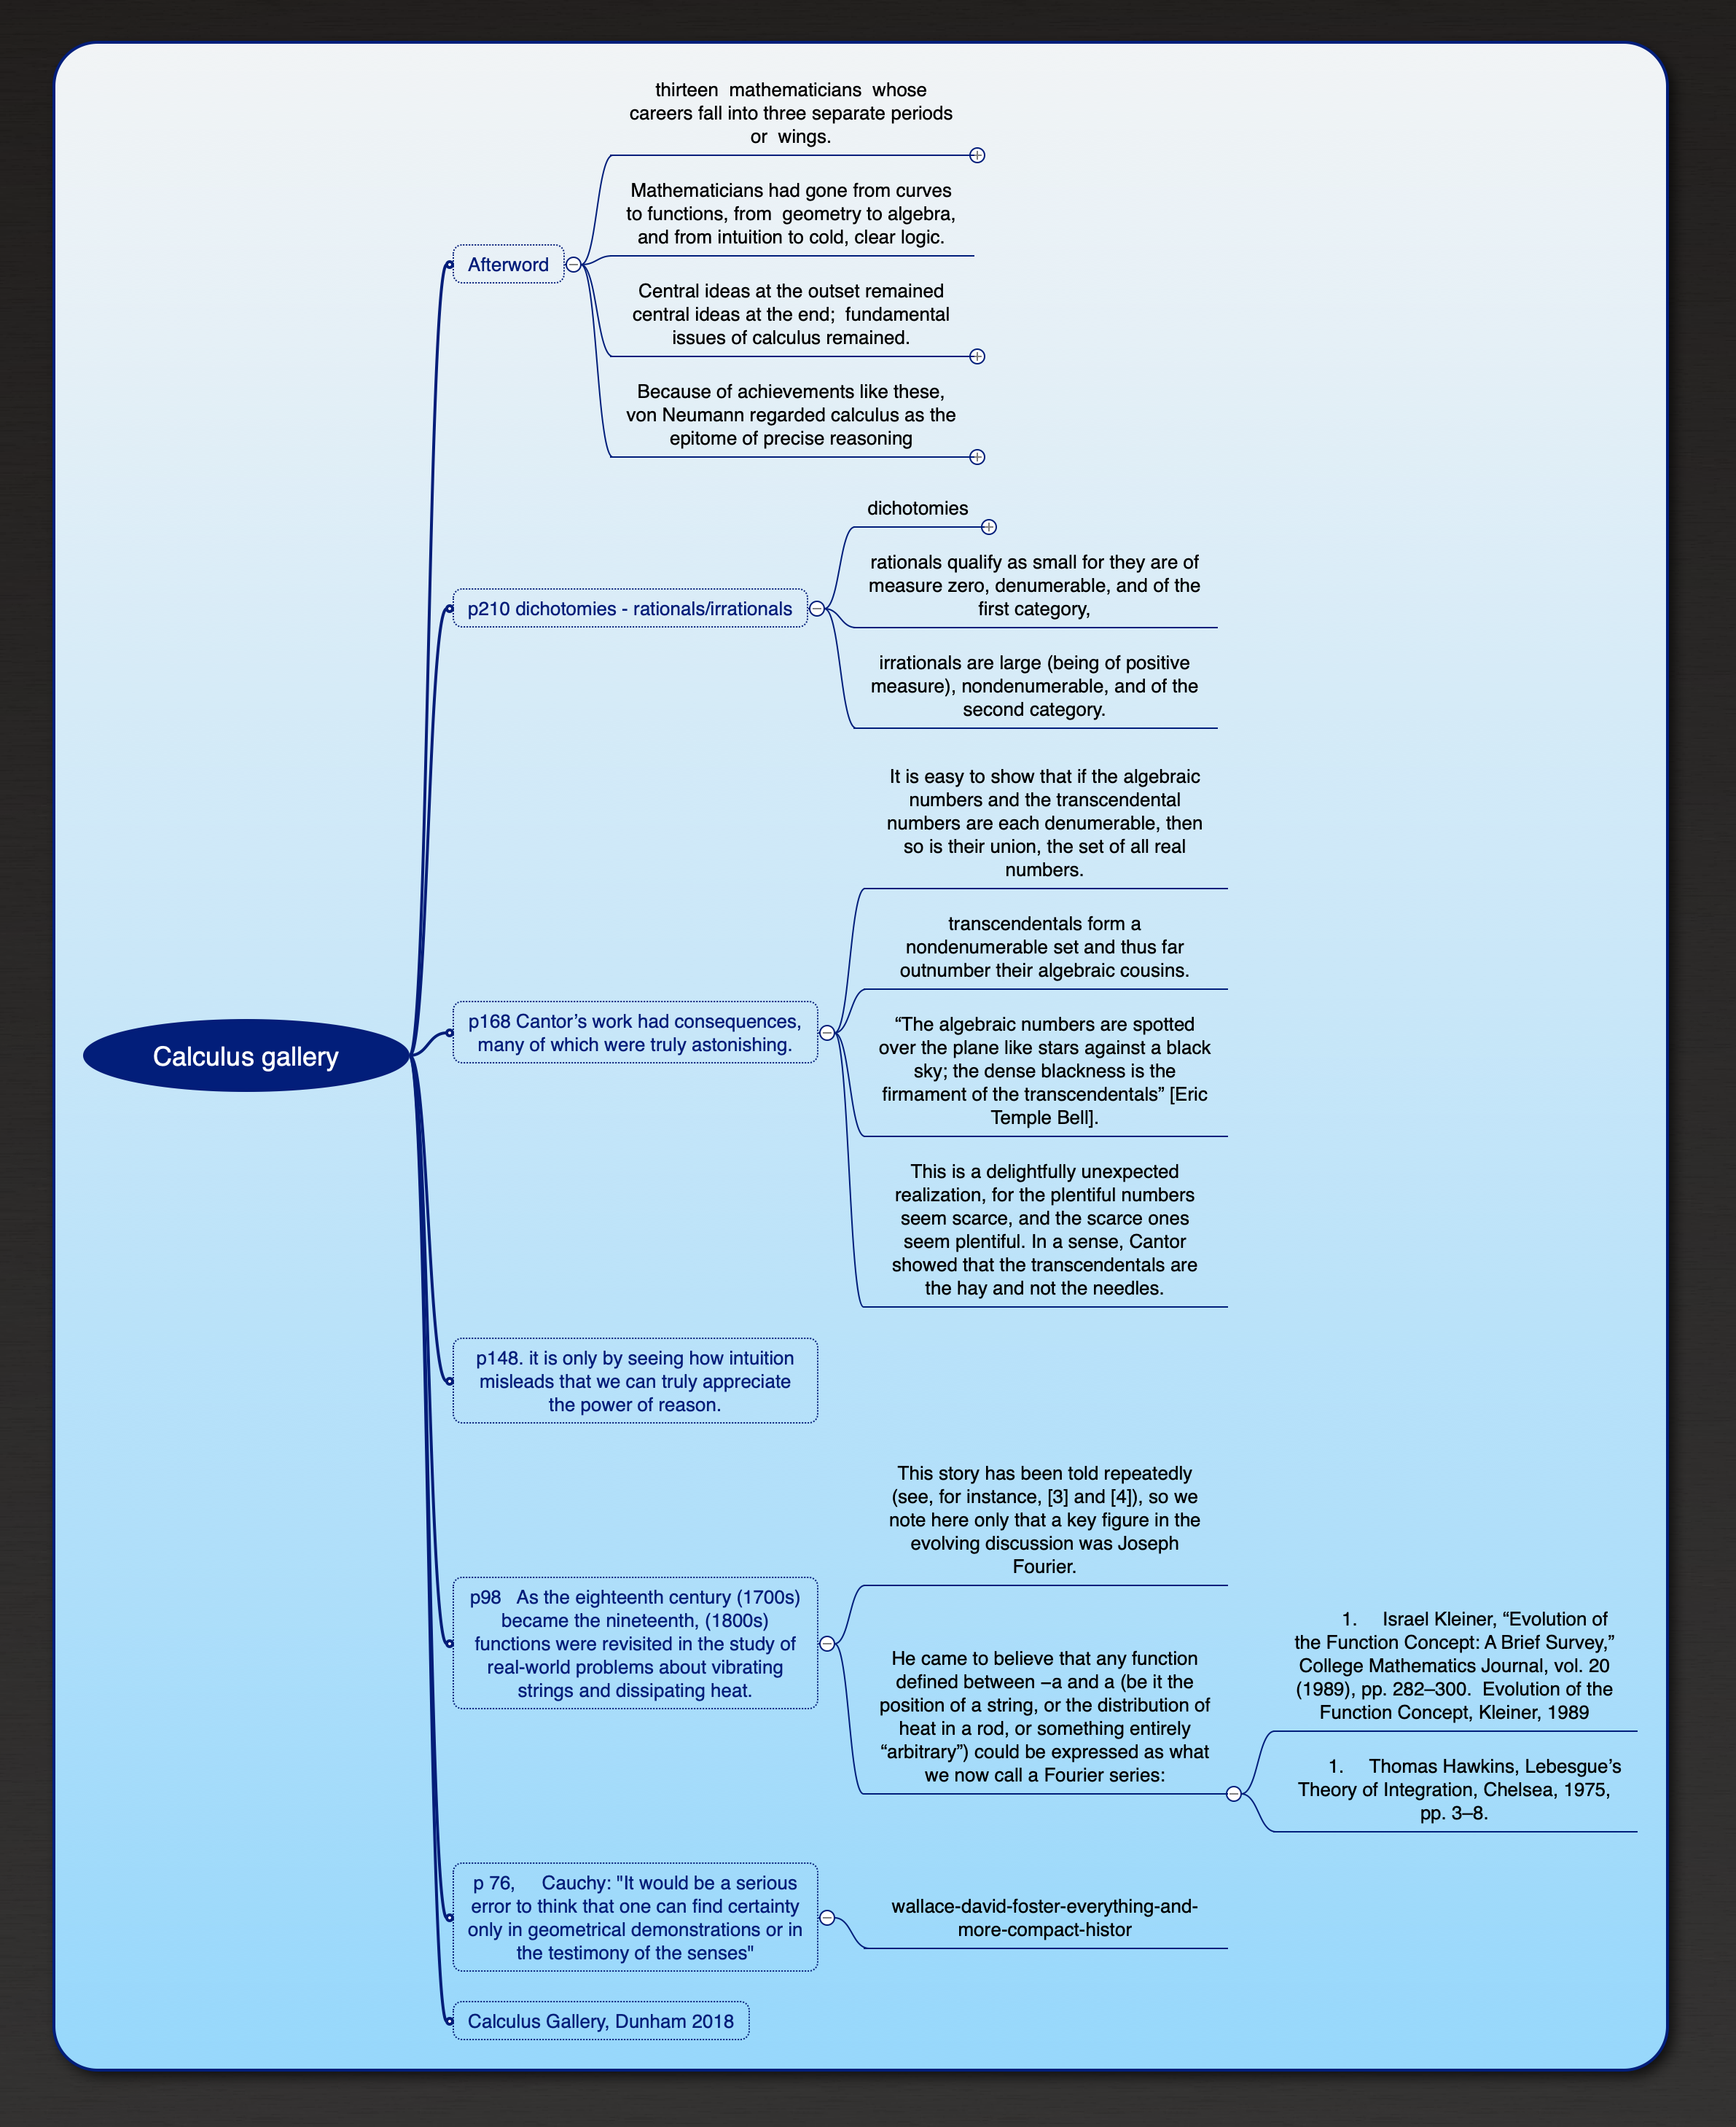 thirteen  mathematicians  whose
careers fall into three separate periods
or  wings.
Mathematicians had gone from curves
to functions, from  geometry to algebra,
and from intuition to cold, clear logic.
Afterword
Central ideas at the outset remained
central ideas at the end;  fundamental
issues of calculus remained.
Because of achievements like these,
von Neumann regarded calculus as the
epitome of precise reasoning
dichotomies
rationals qualify as small for they are of
measure zero, denumerable, and of the
first category,
p210 dichotomies - rationals/irrationals
irrationals are large (being of positive
measure), nondenumerable, and of the
second category.
It is easy to show that if the algebraic
numbers and the transcendental
numbers are each denumerable, then
so is their union, the set of all real
numbers.
transcendentals form a
nondenumerable set and thus far
outnumber their algebraic cousins.
p168 Cantor’s work had consequences,
many of which were truly astonishing.
“The algebraic numbers are spotted
over the plane like stars against a black
sky; the dense blackness is the
firmament of the transcendentals” [Eric
Temple Bell].
This is a delightfully unexpected
realization, for the plentiful numbers
seem scarce, and the scarce ones
seem plentiful. In a sense, Cantor
showed that the transcendentals are
the hay and not the needles.
Calculus gallery
p148. it is only by seeing how intuition
misleads that we can truly appreciate
the power of reason.
This story has been told repeatedly
(see, for instance, [3] and [4]), so we
note here only that a key figure in the
evolving discussion was Joseph
Fourier.
p98   As the eighteenth century (1700s)
became the nineteenth, (1800s)
functions were revisited in the study of
real-world problems about vibrating
strings and dissipating heat.
He came to believe that any function
defined between –a and a (be it the
position of a string, or the distribution of
heat in a rod, or something entirely
“arbitrary”) could be expressed as what
we now call a Fourier series:
1.     Israel Kleiner, “Evolution of
the Function Concept: A Brief Survey,”
College Mathematics Journal, vol. 20
(1989), pp. 282–300.  Evolution of the
Function Concept, Kleiner, 1989
1.     Thomas Hawkins, Lebesgue’s
Theory of Integration, Chelsea, 1975,
pp. 3–8.
p 76,     Cauchy: "It would be a serious
error to think that one can find certainty
only in geometrical demonstrations or in
the testimony of the senses"
wallace-david-foster-everything-and-
more-compact-histor
Calculus Gallery, Dunham 2018